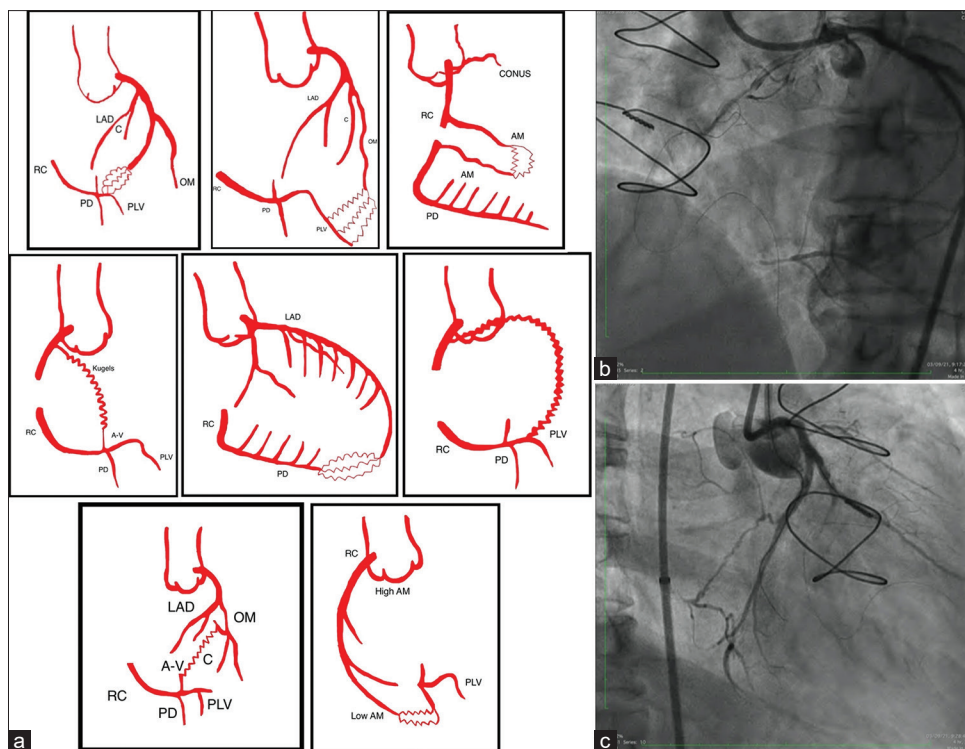 LAD
C
RC
OM
PD
PLV
a
LAD
C
OM
RC
PD
PLV
CONUS
RC
AM
AM
PD
Kugels
RC
A-V
PD
PLV
LAD
RC
PD
RC
PLV
PD
LAD
OM
A-V
C
RC
PLV
PD
RC
High AM
PLV
Low AM
b
c